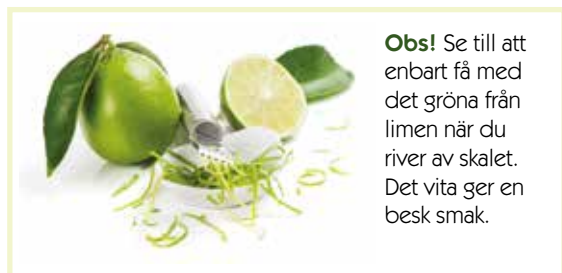 Obs! Se till att
enbart få med
det gröna från
limen när du
river av skalet.
Det vita ger en
besk smak.